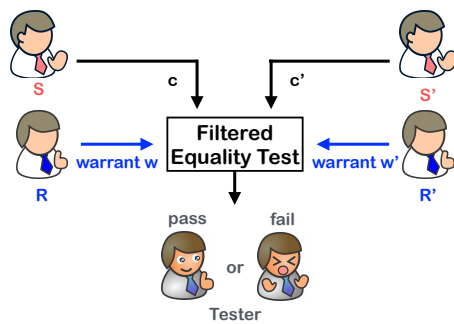 S
c
c'
S'
R
warrant w
Filtered
Equality Test
warrant w'
R'
pass
fail
or
Tester